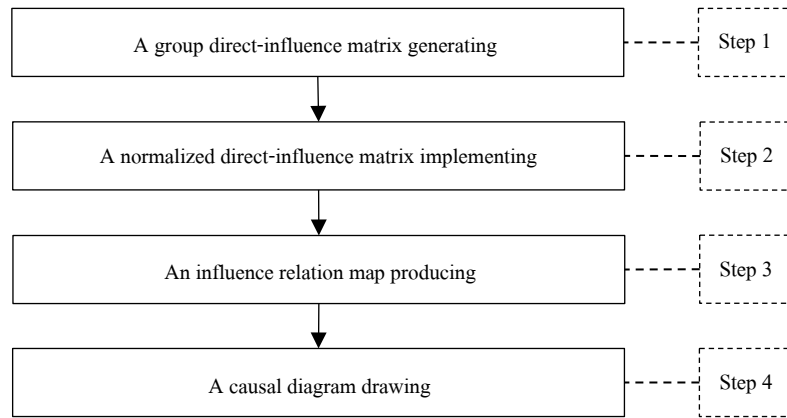 A group direct-influence matrix generating
Step 1
A normalized direct-influence matrix implementing
Step 2
An influence relation map producing
Step 3
A causal diagram drawing
Step 4